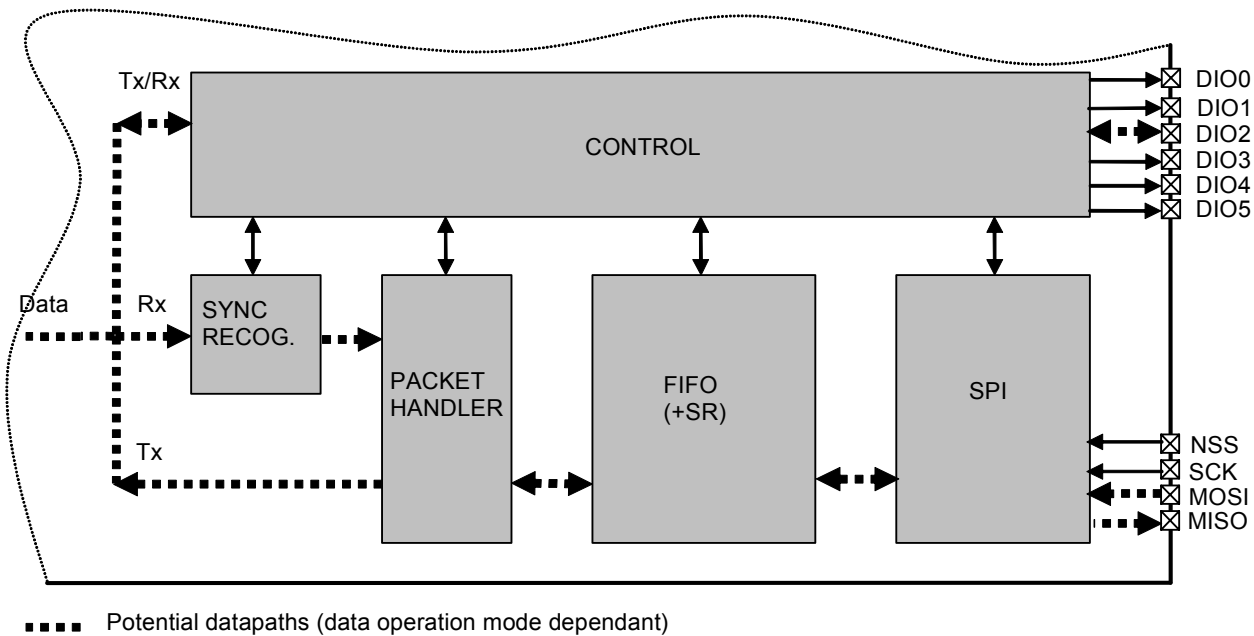 Tx/Rx
CONTROL
DIO0
DIO1
DIO2
DIO3
DIO4
DIO5
Data
Rx
SYNC
RECOG.
PACKET
HANDLER
FIFO
(+SR)
SPI
Tx
NSS
SCK
MOSI
MISO
Potential datapaths (data operation mode dependant)